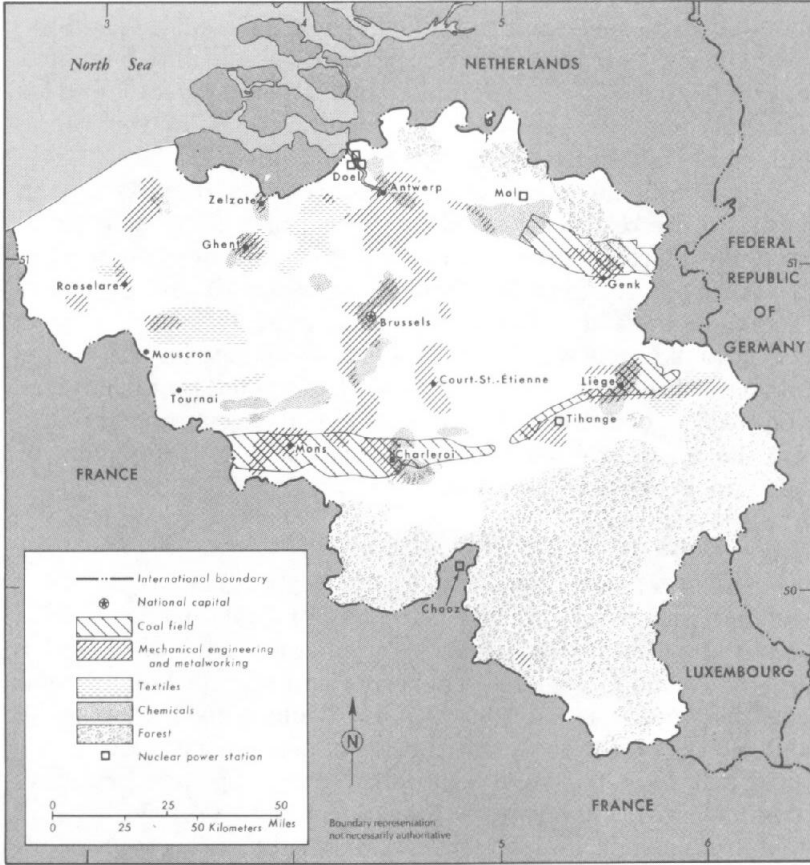 3
4
5
North Sea
NETHERLANDS
Doel
Antwerp
Mol
Zelzate
Ghent
51
FEDERAL
REPUBLIC
OF
GERMANY
51
Roeselare
Genk
Brussels
Mouscron
Court-St.-Étienne
Liège
Tournai
Tihange
Mons
Charleroi
FRANCE
International boundary
National capital
Coal field
Mechanical engineering
and metalworking
Textiles
Chemicals
Forest
Nuclear power station
50
Chooz
LUXEMBOURG
N
0 25 50
0 25 50 Kilometers Miles
Boundary representation
not necessarily authoritative
FRANCE
3
4
5
6